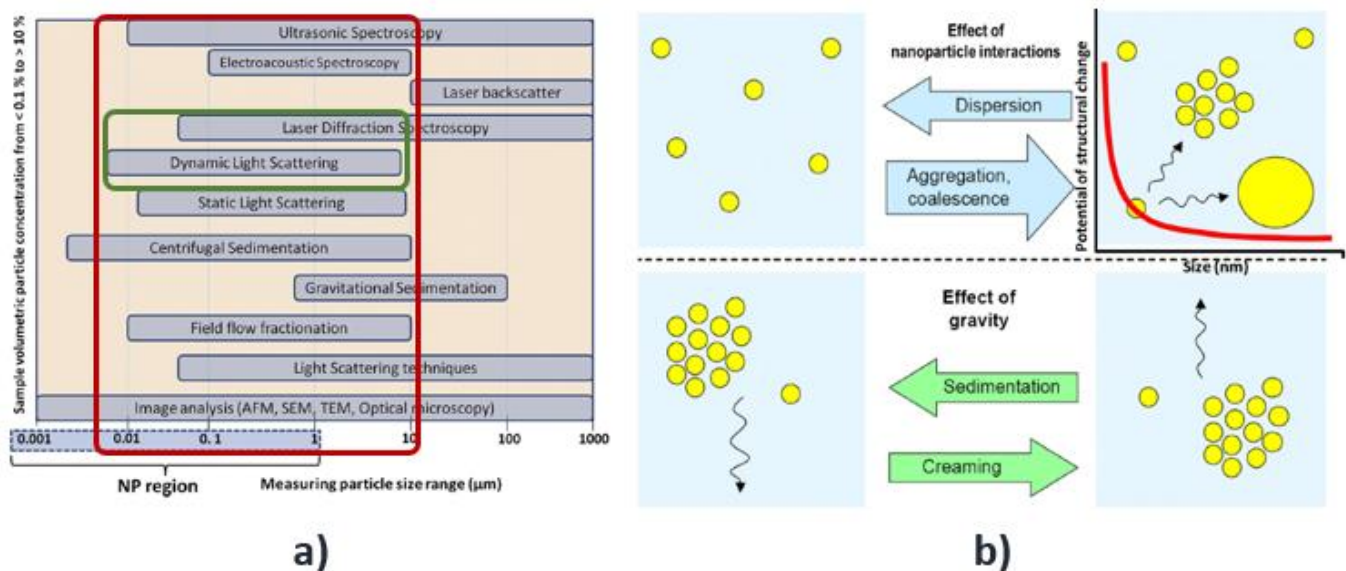 Sample volumetric particle concentration from < 0.1 % to > 10 %
Ultrasonic Spectroscopy
Electroacoustic Spectroscopy
Laser backscatter
Laser Diffraction Spectroscopy
Dynamic Light Scattering
Static Light Scattering
Centrifugal Sedimentation
Gravitational Sedimentation
Field flow fractionation
Light Scattering techniques
Image analysis (AFM, SEM, TEM, Optical microscopy)
0.001 0.01 0.1 1 10 100 1000
NP region
Measuring particle size range (µm)
a)
Effect of
nanoparticle interactions
Dispersion
Aggregation,
coalescence
Potential of structural change
Size (nm)
Effect of
gravity
Sedimentation
Creaming
b)